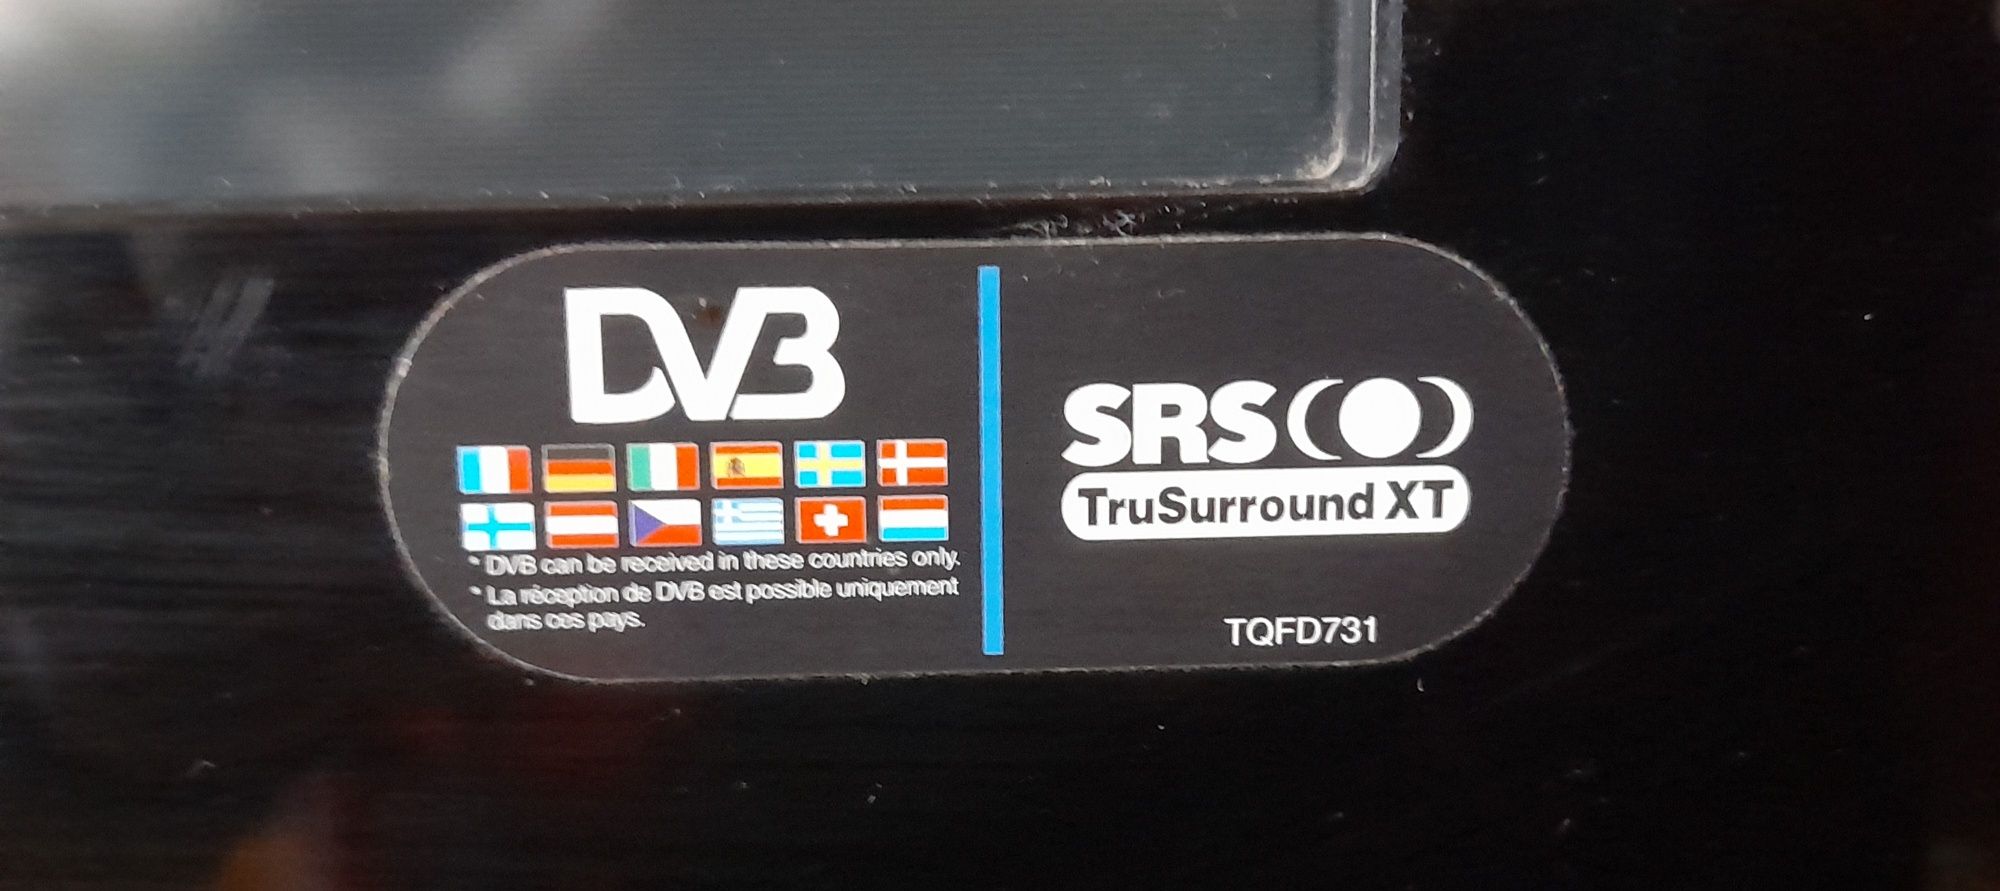 DVB
* DVB can be received in these countries only.
* La réception de DVB est possible uniquement
dans ces pays.
SRS
TruSurround XT
TQFD731